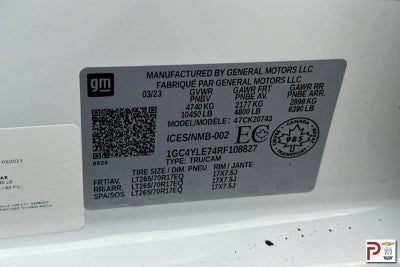 gm
MANUFACTURED BY GENERAL MOTORS LLC
FABRIQUÉ PAR GENERAL MOTORS LLC
03/23 GVWR GAWR FRT GAWR RR
PNBV PNBE AV. PNBE ARR.
4740 KG 2177 KG 2898 KG
10450 LB 4800 LB 6390 LB
MODEL/MODÈLE: 47CK20743
ICES/NMB-002 EC
985
1GC4YLE74RF108827
TYPE: TRU/CAM
8624
TIRE SIZE / DIM. PNEU RIM / JANTE
FRT/AV. LT265/70R17EQ 17X7.5J
RR/ARR. LT265/70R17EQ 17X7.5J
SPA/SOS LT265/70R17EQ 17X7.5J
P